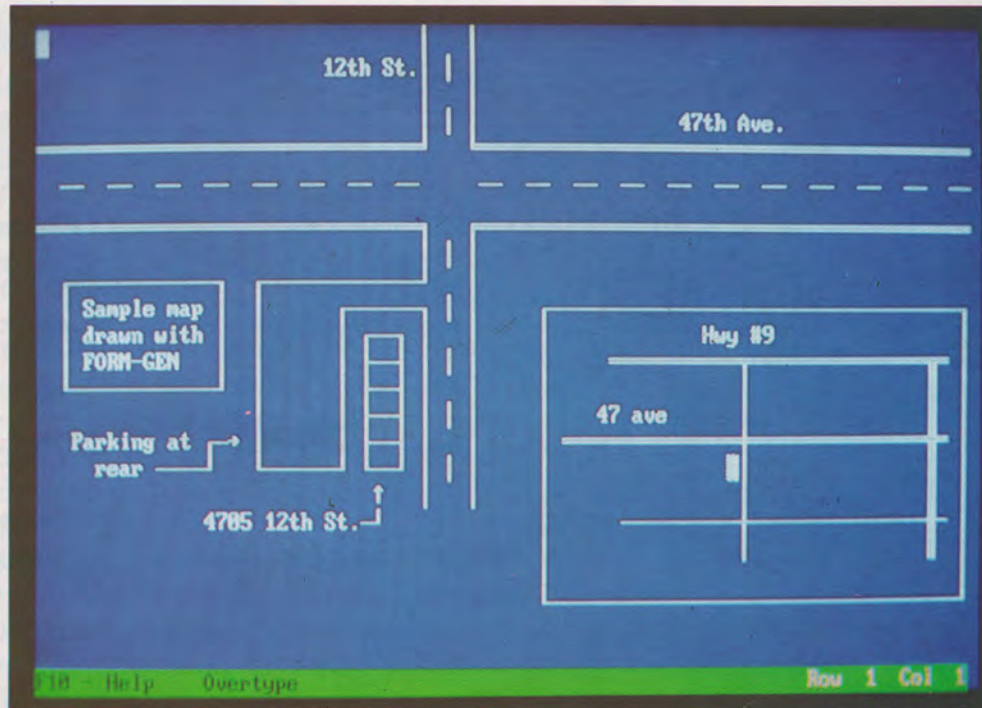 12th St.
47th Ave.
Sample map
drawn with
FORM-GEN
Hwy #9
47 ave
Parking at
rear
4705 12th St.
F10 - Help Overtype Row 1 Col 1